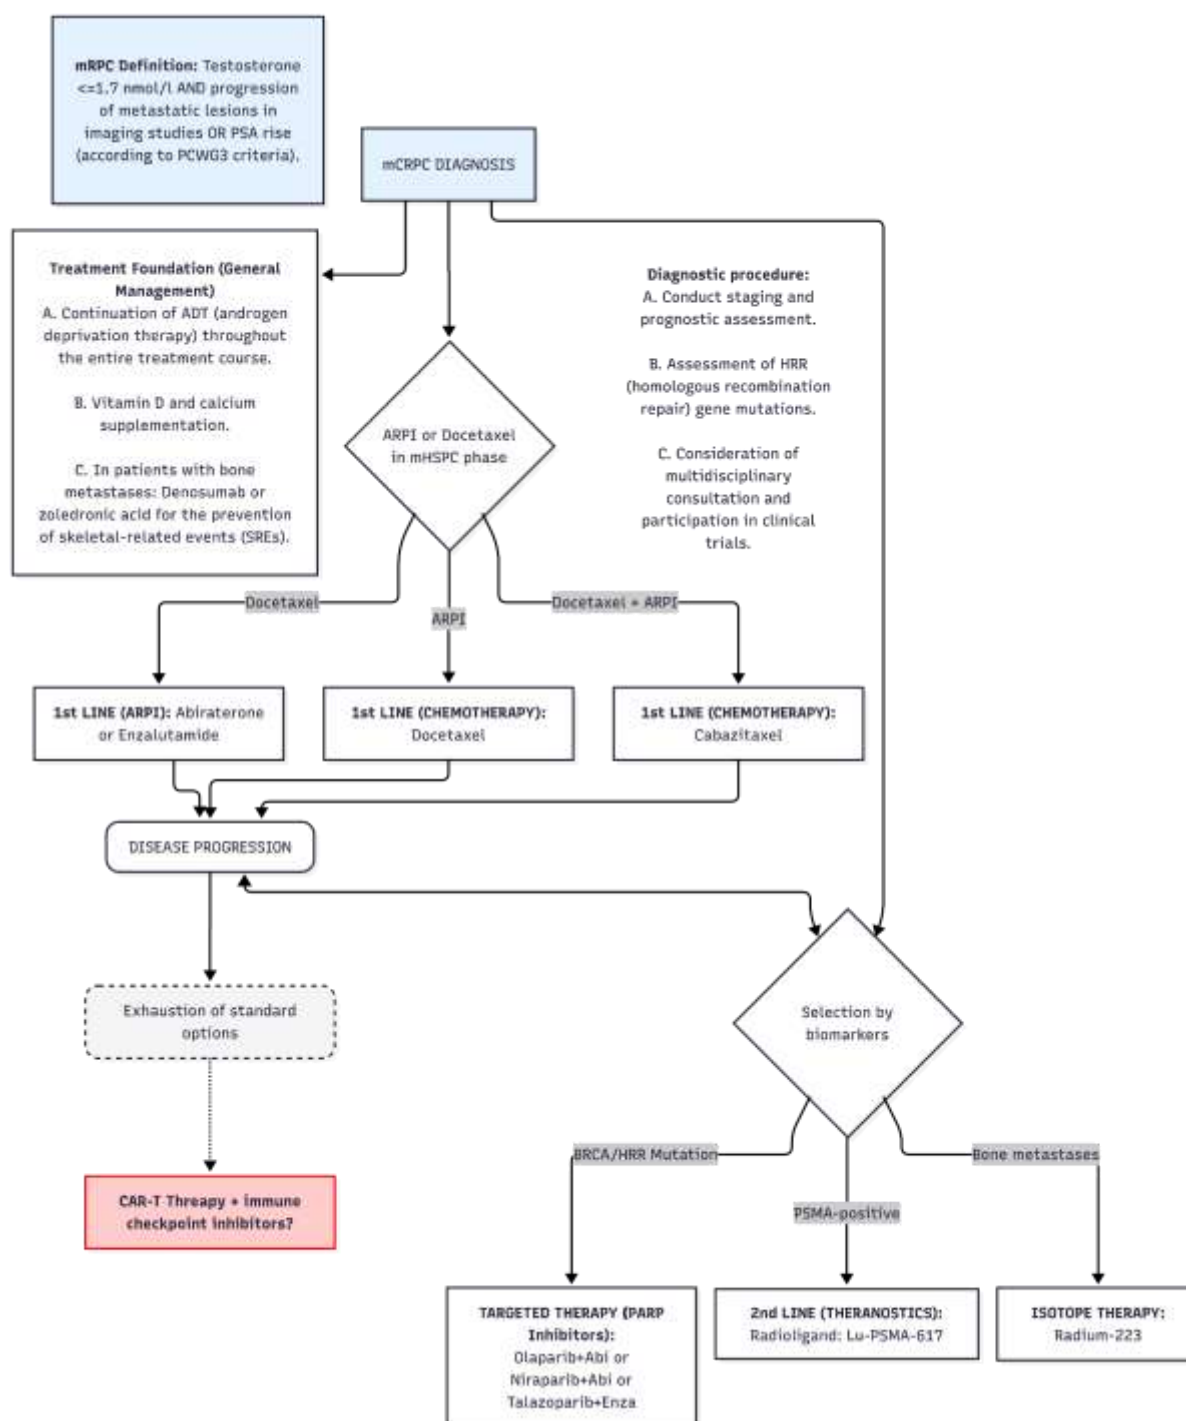 mRPC Definition: Testosterone
<=1.7 nmol/l AND progression
of metastatic lesions in
imaging studies OR PSA rise
(according to PCWG3 criteria).
mCRPC DIAGNOSIS
Treatment Foundation (General
Management)
A. Continuation of ADT (androgen
deprivation therapy) throughout
the entire treatment course.
B. Vitamin D and calcium
supplementation.
C. In patients with bone
metastases: Denosumab or
zoledronic acid for the prevention
of skeletal-related events (SREs).
Diagnostic procedure:
A. Conduct staging and
prognostic assessment.
B. Assessment of HRR
(homologous recombination
repair) gene mutations.
C. Consideration of
multidisciplinary
consultation and
participation in clinical
trials.
ARPI or Docetaxel
in mHSPC phase
Docetaxel
ARPI
Docetaxel + ARPI
1st LINE (ARPI): Abiraterone
or Enzalutamide
1st LINE (CHEMOTHERAPY):
Docetaxel
1st LINE (CHEMOTHERAPY):
Cabazitaxel
DISEASE PROGRESSION
Exhaustion of standard
options
Selection by
biomarkers
CAR-T Threapy + immune
checkpoint inhibitors?
BRCA/HRR Mutation
PSMA-positive
Bone metastases
TARGETED THERAPY (PARP
Inhibitors):
Olaparib+Abi or
Niraparib+Abi or
Talazoparib+Enza
2nd LINE (THERANOSTICS):
Radioligand: Lu-PSMA-617
ISOTOPE THERAPY:
Radium-223